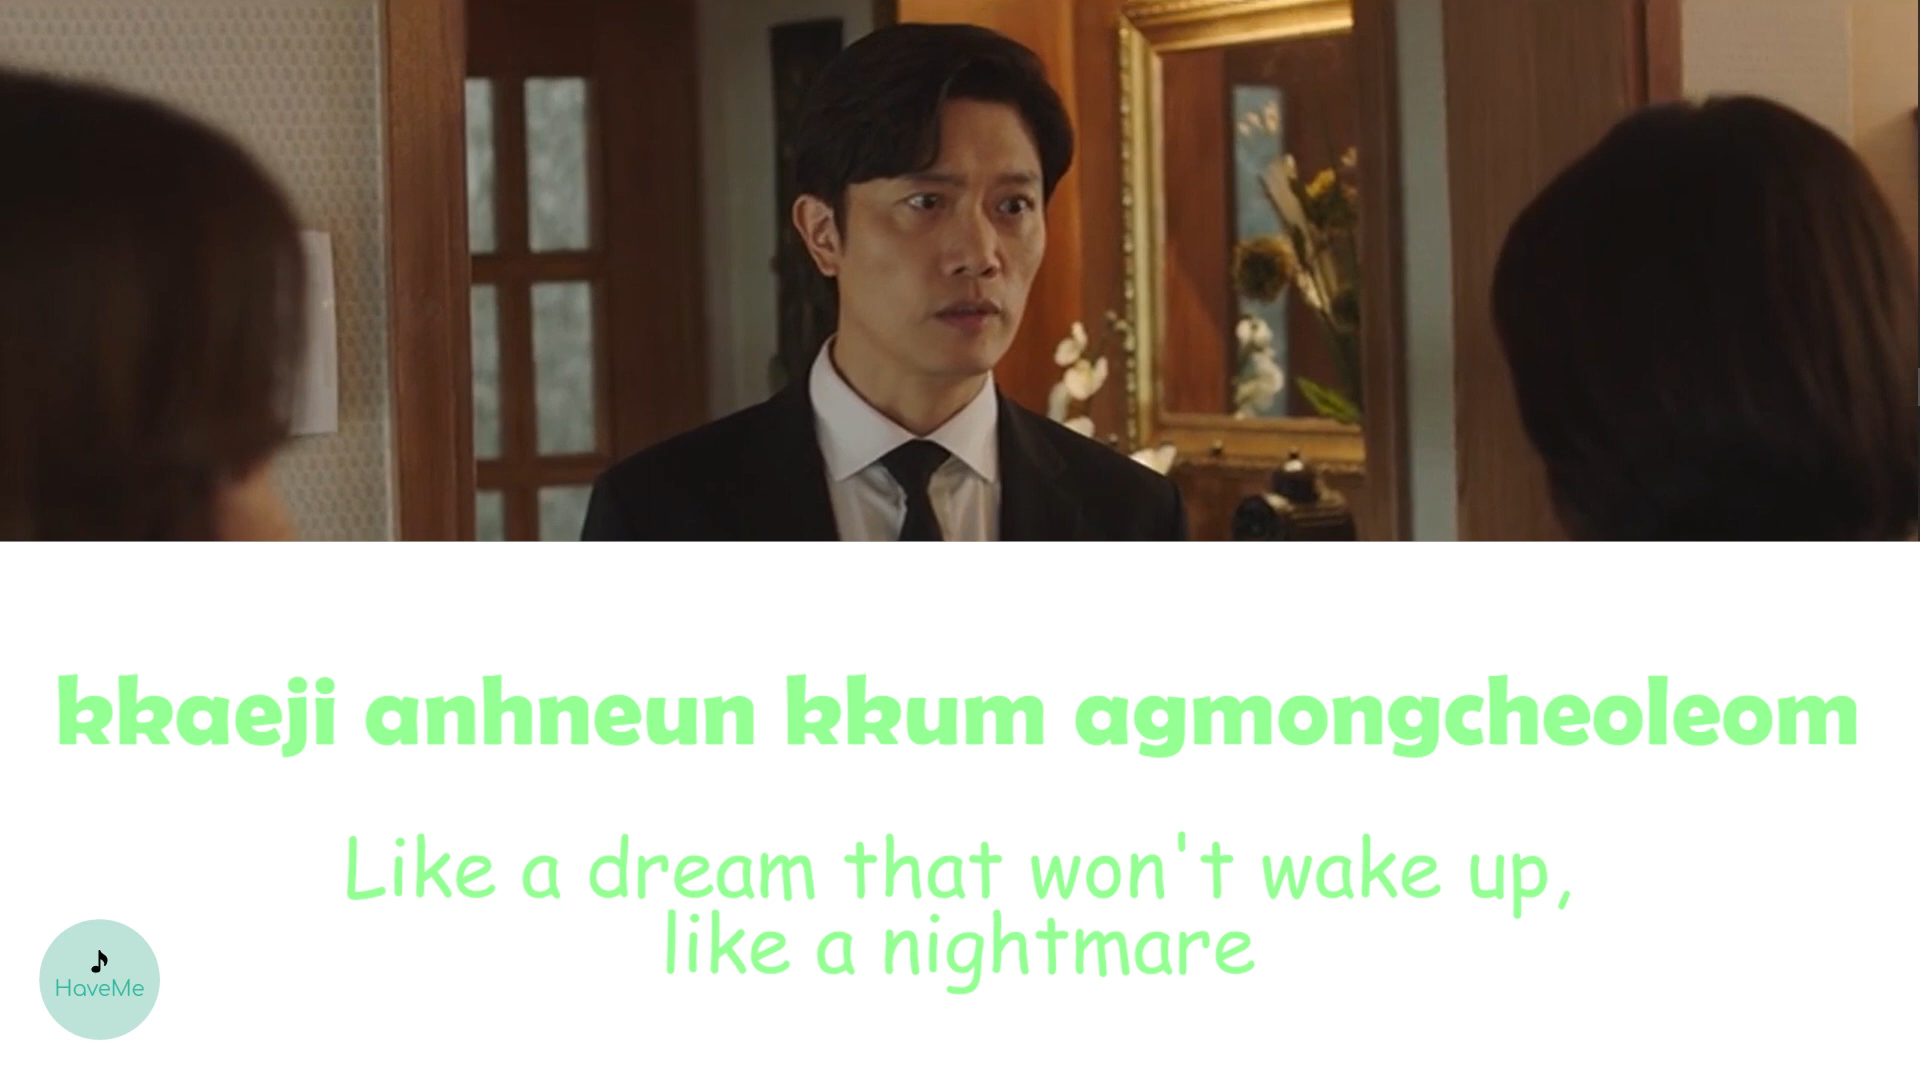 kkaeji anhneun kkum agmongcheoleom
Like a dream that won't wake up,
like a nightmare
HaveMe